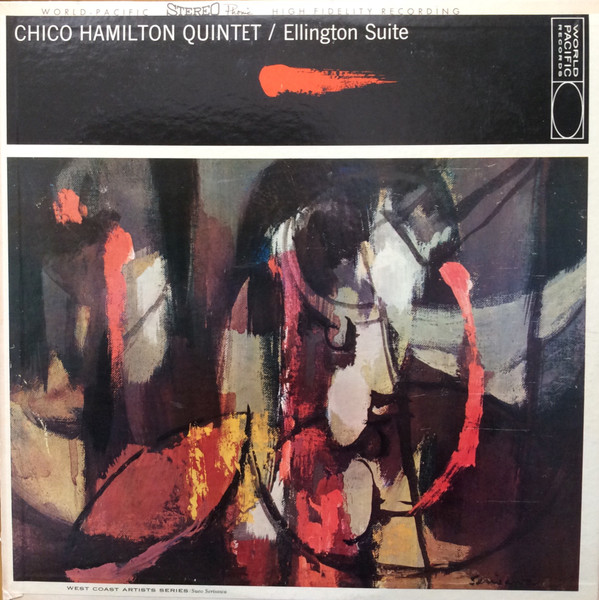 WORLD-PACIFIC STEREO HIGH FIDELITY RECORDING
CHICO HAMILTON QUINTET / Ellington Suite
WORLD
PACIFIC
RECORDS
WEST COAST ARTISTS SERIES